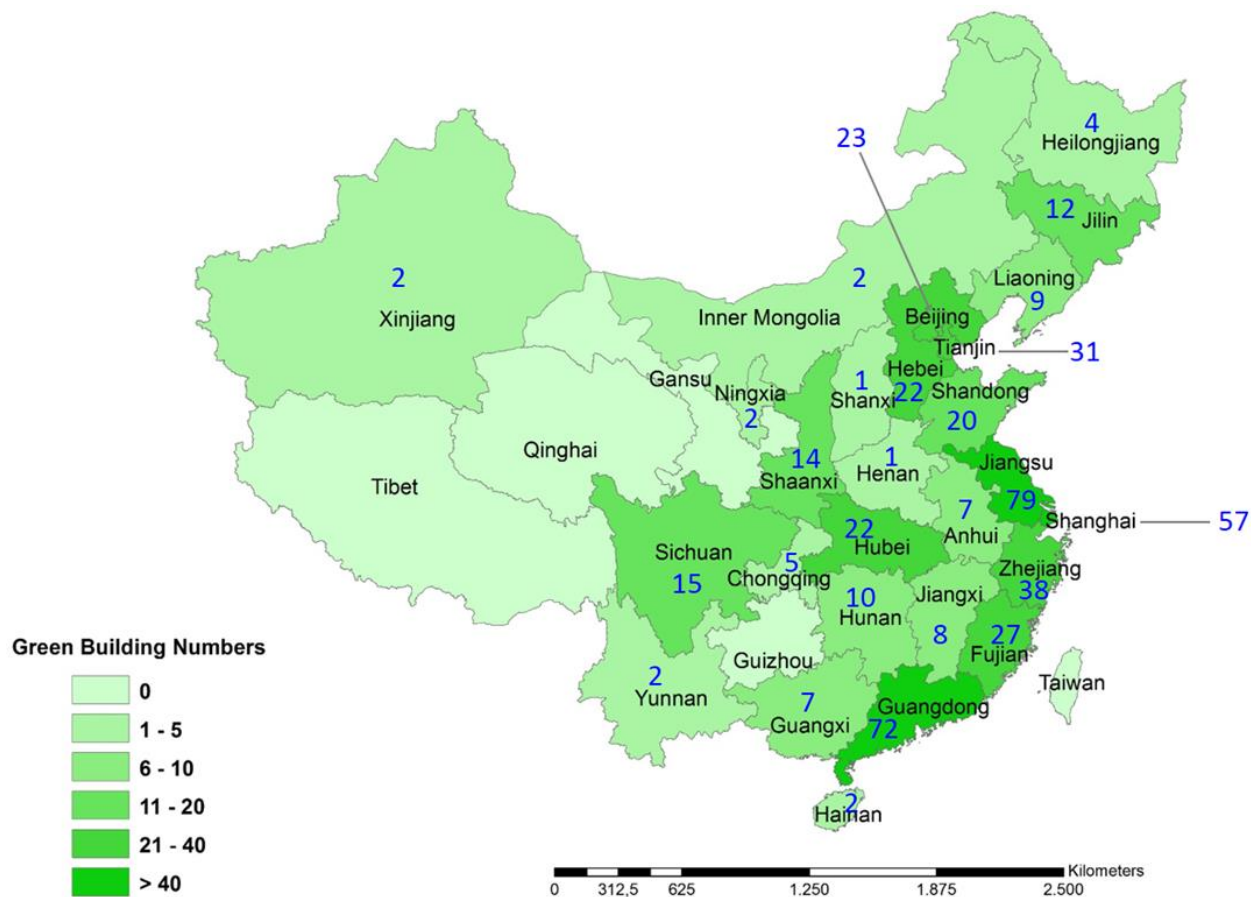 4
Heilongjiang
23
12
Jilin
2
Xinjiang
2
Inner Mongolia
Liaoning
9
Beijing
Tianjin
31
Hebei
22
Gansu
Ningxia
2
1
Shanxi
Shandong
20
Qinghai
Tibet
14
Shaanxi
1
Henan
Jiangsu
79
Shanghai
57
7
Anhui
22
Hubei
Sichuan
15
5
Chongqing
Zhejiang
38
10
Hunan
Jiangxi
8
27
Fujian
Guizhou
2
Yunnan
7
Guangxi
Guangdong
72
Taiwan
2
Hainan
Green Building Numbers
0
1 - 5
6 - 10
11 - 20
21 - 40
> 40
Kilometers
0 312,5 625 1.250 1.875 2.500